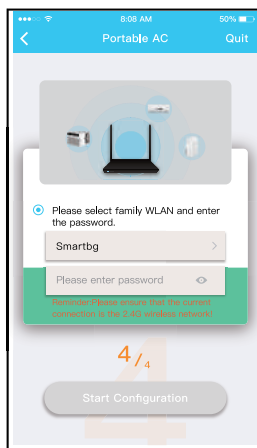 8:08 AM 50%
Portable AC Quit
Please select family WLAN and enter
the password.
Smartbg
Please enter password
Reminder:Please ensure that the current
connection is the 2.4G wireless network!
4/4
4
Start Configuration